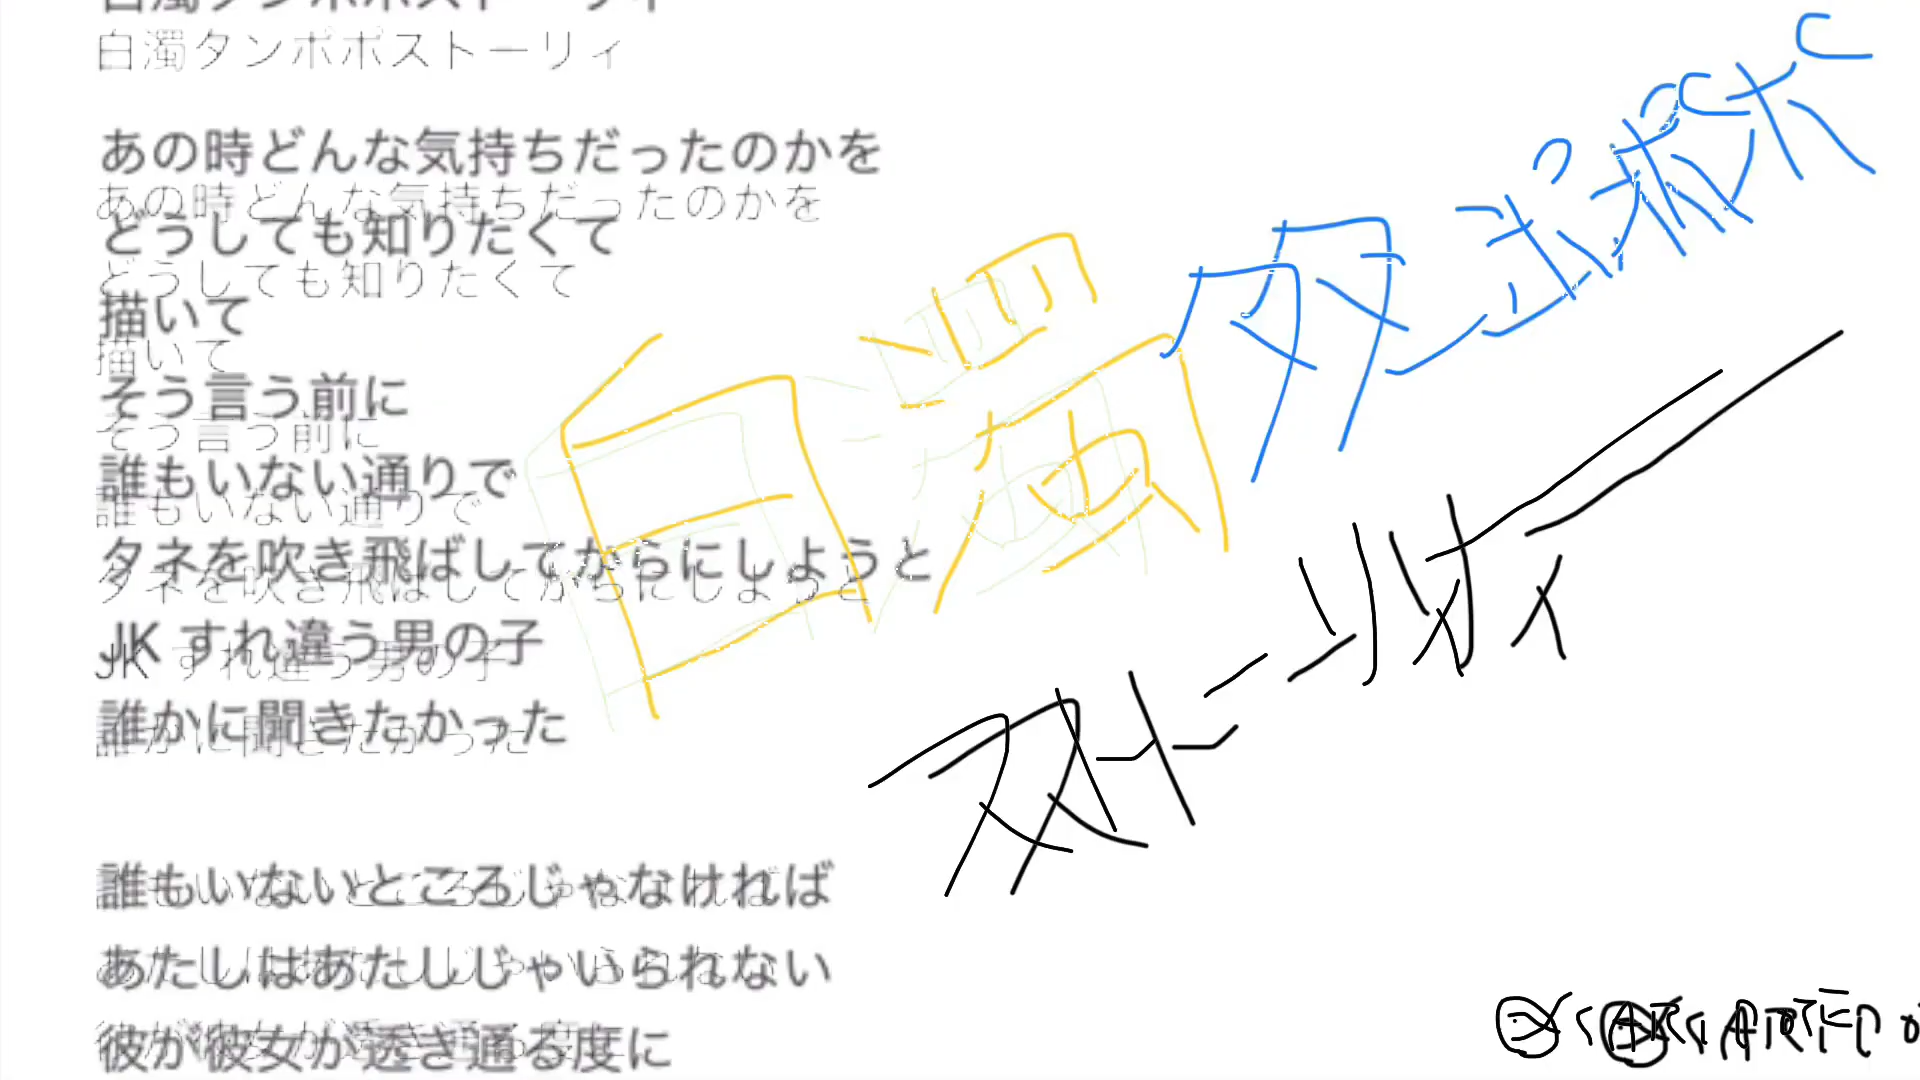 白濁タンポポストーリィ
白濁タンポポストーリィ
あの時どんな気持ちだったのかを
あの時どんな気持ちだったのかを
どうしても知りたくて
どうしても知りたくて
描いて
描いて
そう言う前に
そう言う前に
誰もいない通りで
誰もいない通りで
タネを吹き飛ばしてからにしようと
タネを吹き飛ばしてからにしようと
JK すれ違う男の子
JK すれ違う男の子
誰かに聞きたかった
誰かに聞きたかった
誰もいないところじゃなければ
あたしはあたしじゃいられない
彼が彼女が透き通る度に
白濁
タンポポ
ストーリィ